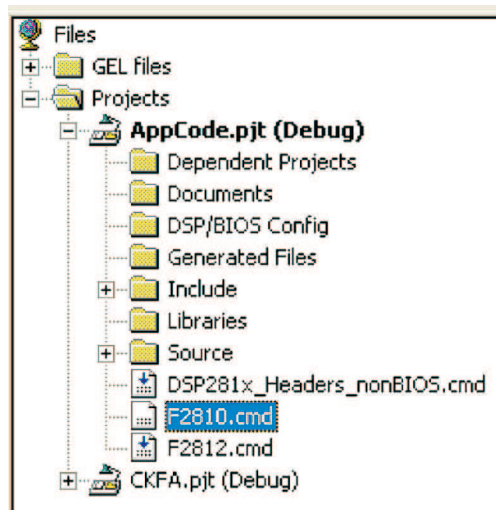 Files
GEL files
Projects
AppCode.pjt (Debug)
Dependent Projects
Documents
DSP/BIOS Config
Generated Files
Include
Libraries
Source
DSP281x_Headers_nonBIOS.cmd
F2810.cmd
F2812.cmd
CKFA.pjt (Debug)